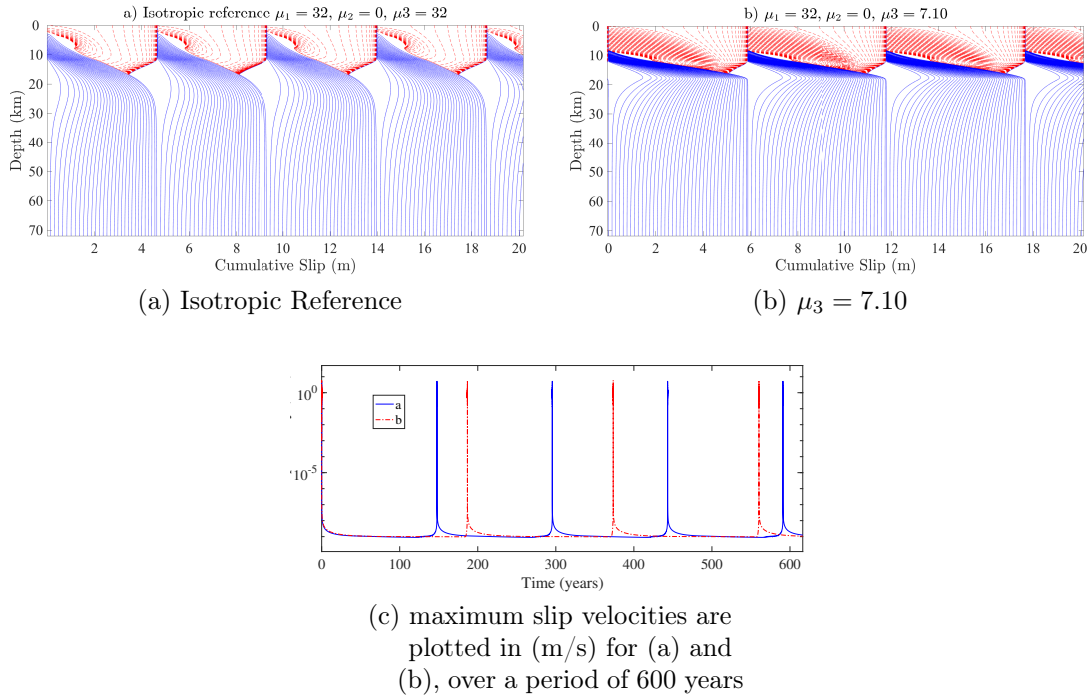 a) Isotropic reference μ₁ = 32, μ₂ = 0, μ3 = 32
0
10
20
30
40
50
60
70
Depth (km)
2 4 6 8 10 12 14 16 18 20
Cumulative Slip (m)
(a) Isotropic Reference
b) μ₁ = 32, μ₂ = 0, μ3 = 7.10
0
10
20
30
40
50
60
70
Depth (km)
0 2 4 6 8 10 12 14 16 18 20
Cumulative Slip (m)
(b) μ₃ = 7.10
10⁰
10⁻⁵
a
b
0 100 200 300 400 500 600
Time (years)
(c) maximum slip velocities are
plotted in (m/s) for (a) and
(b), over a period of 600 years